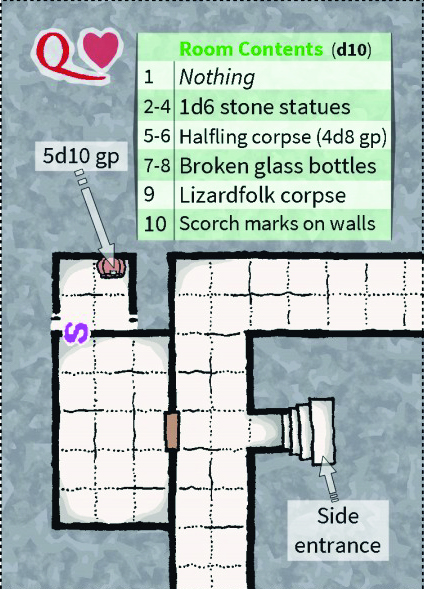 Q♥
Room Contents (d10)
1 Nothing
2-4 1d6 stone statues
5-6 Halfling corpse (4d8 gp)
7-8 Broken glass bottles
9 Lizardfolk corpse
10 Scorch marks on walls
5d10 gp
S
Side
entrance